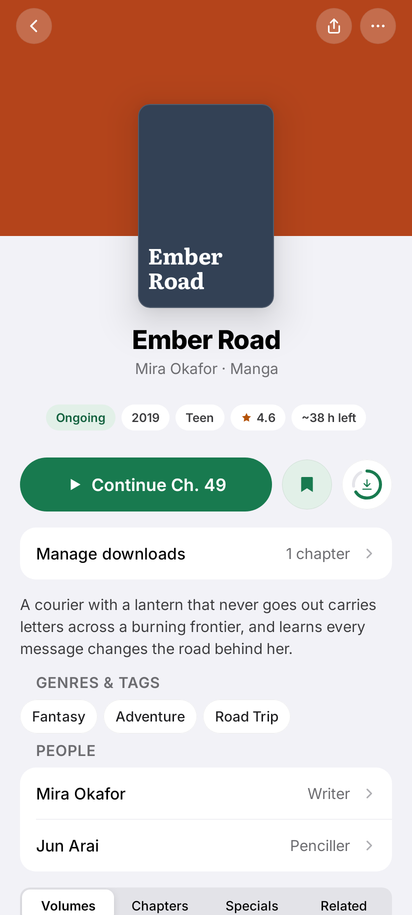 Ember
Road
Ember Road
Mira Okafor · Manga
Ongoing 2019 Teen 4.6 ~38 h left
Continue Ch. 49
Manage downloads 1 chapter
A courier with a lantern that never goes out carries
letters across a burning frontier, and learns every
message changes the road behind her.
GENRES & TAGS
Fantasy Adventure Road Trip
PEOPLE
Mira Okafor Writer
Jun Arai Penciller
Volumes Chapters Specials Related